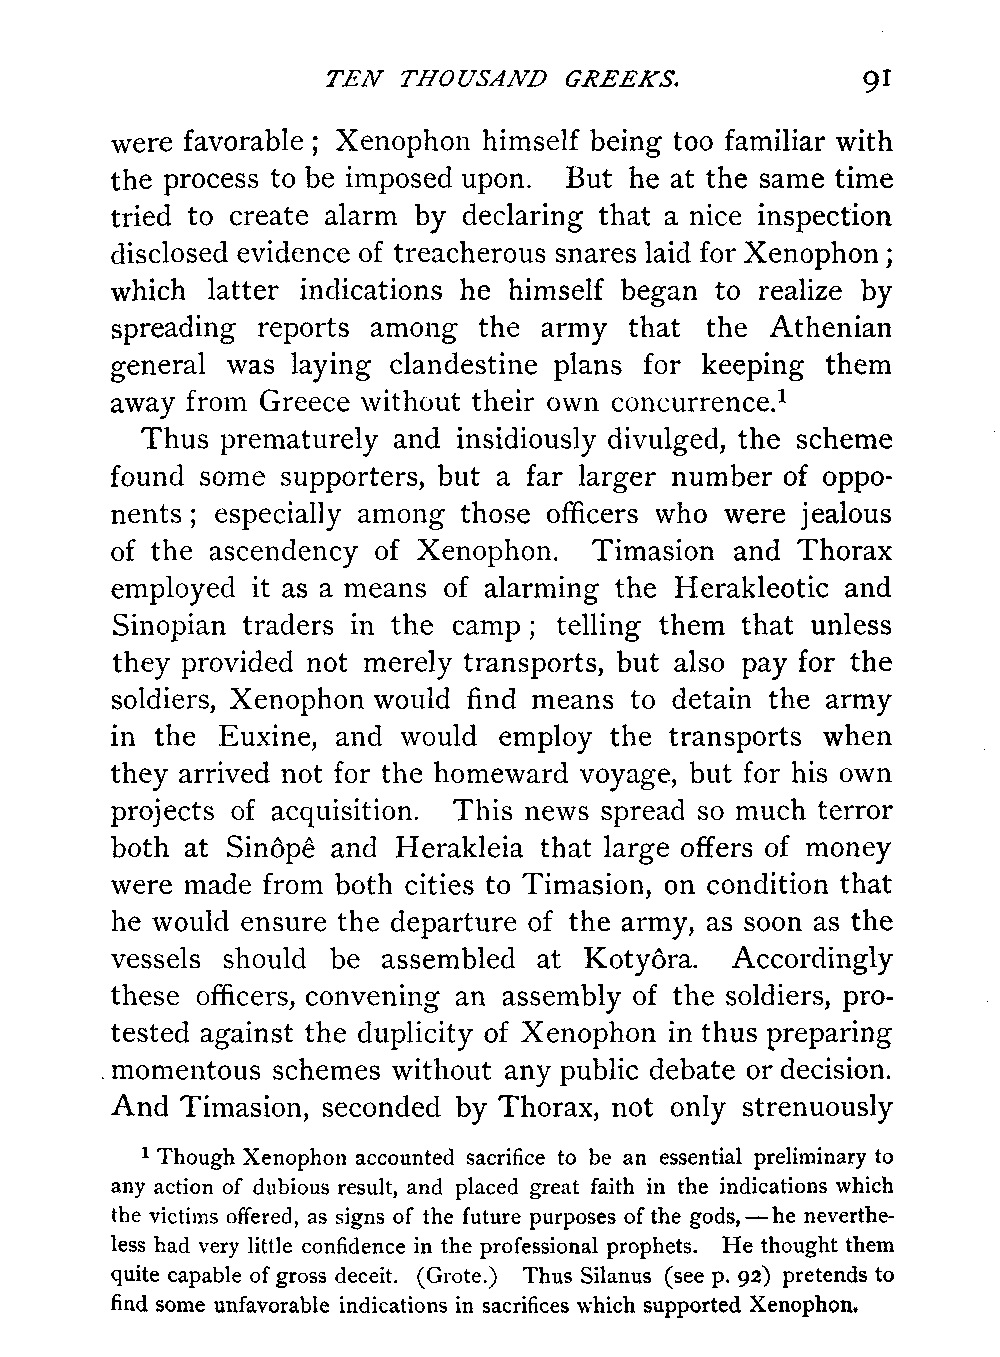 TEN THOUSAND GREEKS. 91
were favorable ; Xenophon himself being too familiar with
the process to be imposed upon. But he at the same time
tried to create alarm by declaring that a nice inspection
disclosed evidence of treacherous snares laid for Xenophon ;
which latter indications he himself began to realize by
spreading reports among the army that the Athenian
general was laying clandestine plans for keeping them
away from Greece without their own concurrence.¹
Thus prematurely and insidiously divulged, the scheme
found some supporters, but a far larger number of oppo-
nents ; especially among those officers who were jealous
of the ascendency of Xenophon. Timasion and Thorax
employed it as a means of alarming the Herakleotic and
Sinopian traders in the camp ; telling them that unless
they provided not merely transports, but also pay for the
soldiers, Xenophon would find means to detain the army
in the Euxine, and would employ the transports when
they arrived not for the homeward voyage, but for his own
projects of acquisition. This news spread so much terror
both at Sinôpê and Herakleia that large offers of money
were made from both cities to Timasion, on condition that
he would ensure the departure of the army, as soon as the
vessels should be assembled at Kotyôra. Accordingly
these officers, convening an assembly of the soldiers, pro-
tested against the duplicity of Xenophon in thus preparing
momentous schemes without any public debate or decision.
And Timasion, seconded by Thorax, not only strenuously
¹ Though Xenophon accounted sacrifice to be an essential preliminary to
any action of dubious result, and placed great faith in the indications which
the victims offered, as signs of the future purposes of the gods, — he neverthe-
less had very little confidence in the professional prophets. He thought them
quite capable of gross deceit. (Grote.) Thus Silanus (see p. 92) pretends to
find some unfavorable indications in sacrifices which supported Xenophon.